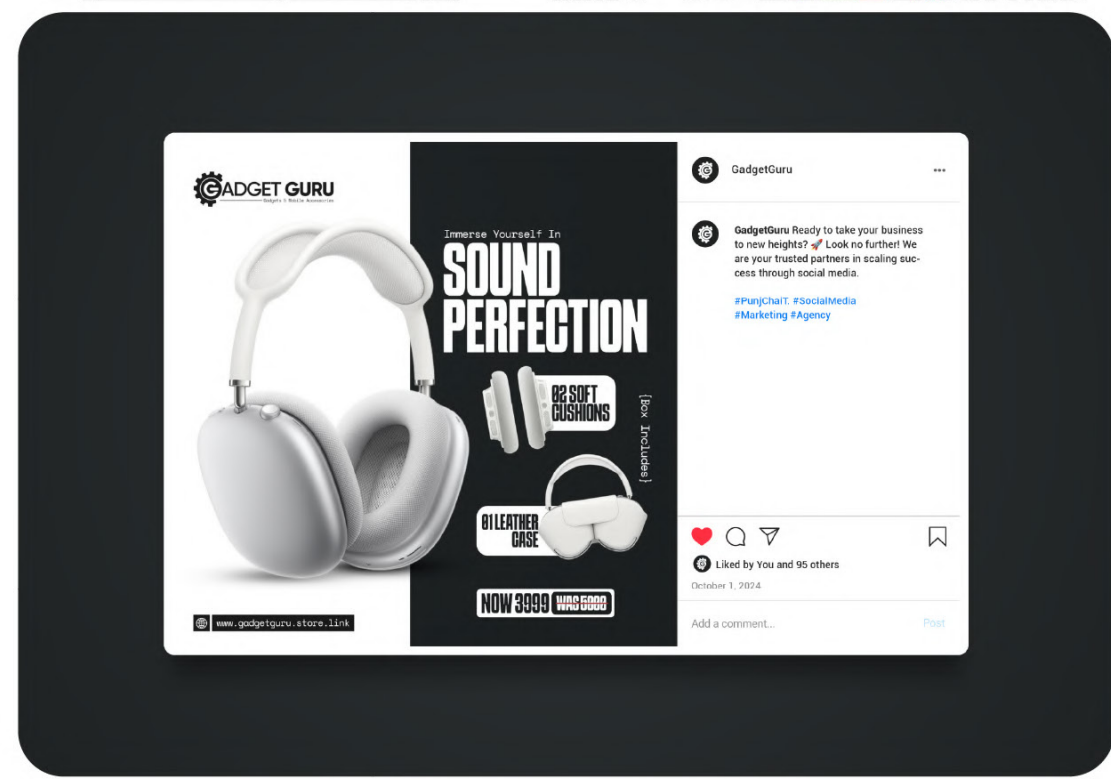 GADGET GURU
Gadgets & Mobile Accessories
Immerse Yourself In
SOUND
PERFECTION
02 SOFT
CUSHIONS
{Box Includes}
01 LEATHER
CASE
NOW 3999 WAS 5000
www.gadgetguru.store.link
GadgetGuru
GadgetGuru Ready to take your business
to new heights? 🚀 Look no further! We
are your trusted partners in scaling suc-
cess through social media.
#PunjChaiT. #SocialMedia
#Marketing #Agency
Liked by You and 95 others
October 1, 2024
Add a comment...
Post